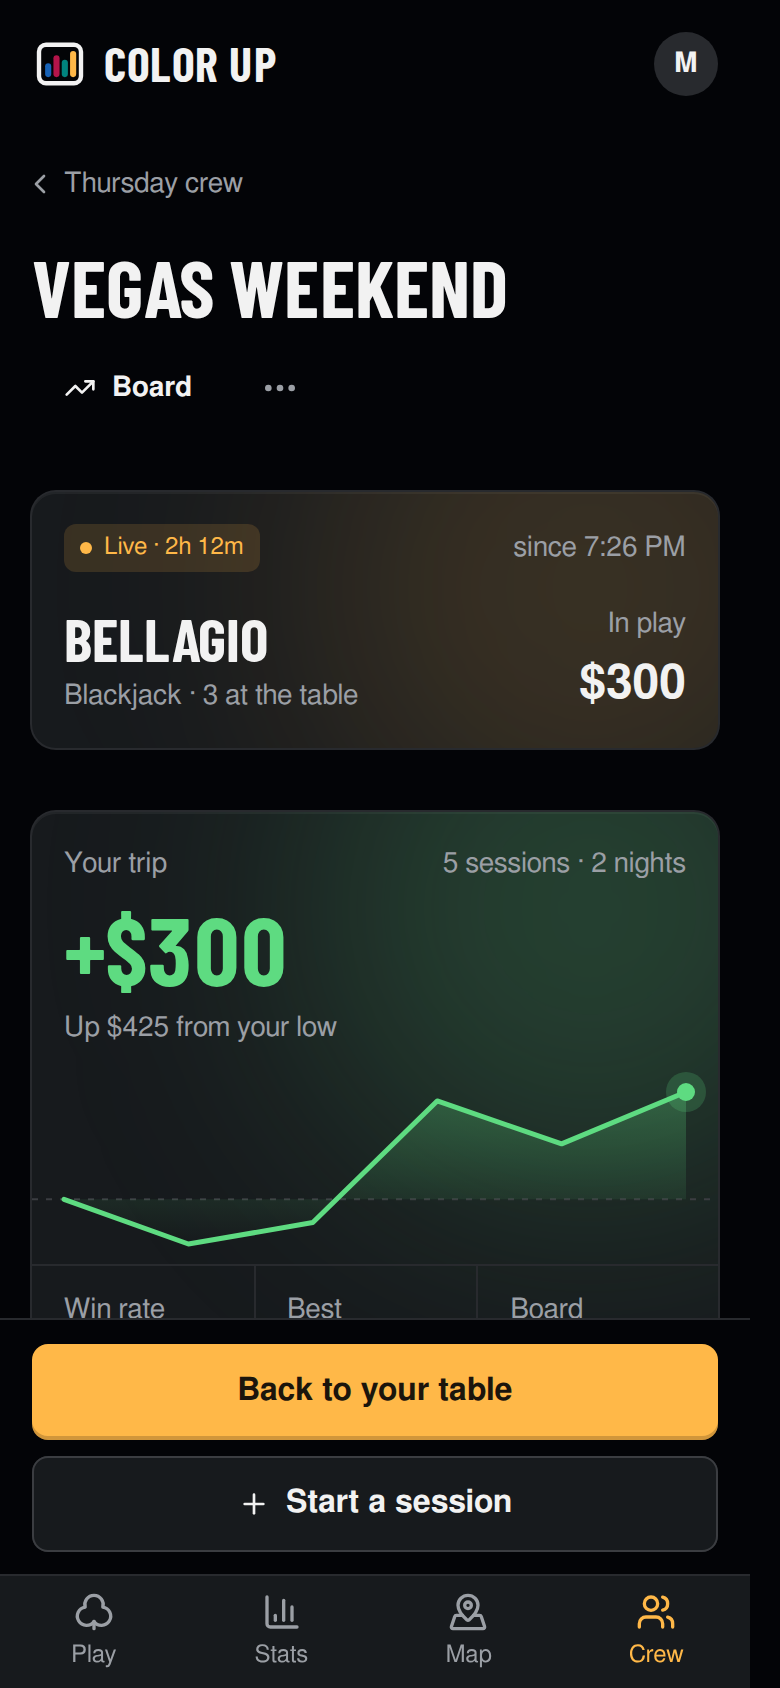 COLOR UP
M
Thursday crew
VEGAS WEEKEND
Board
Live · 2h 12m
since 7:26 PM
BELLAGIO
In play
Blackjack · 3 at the table
$300
Your trip
5 sessions · 2 nights
+$300
Up $425 from your low
Win rate
Best
Board
Back to your table
Start a session
Play
Stats
Map
Crew